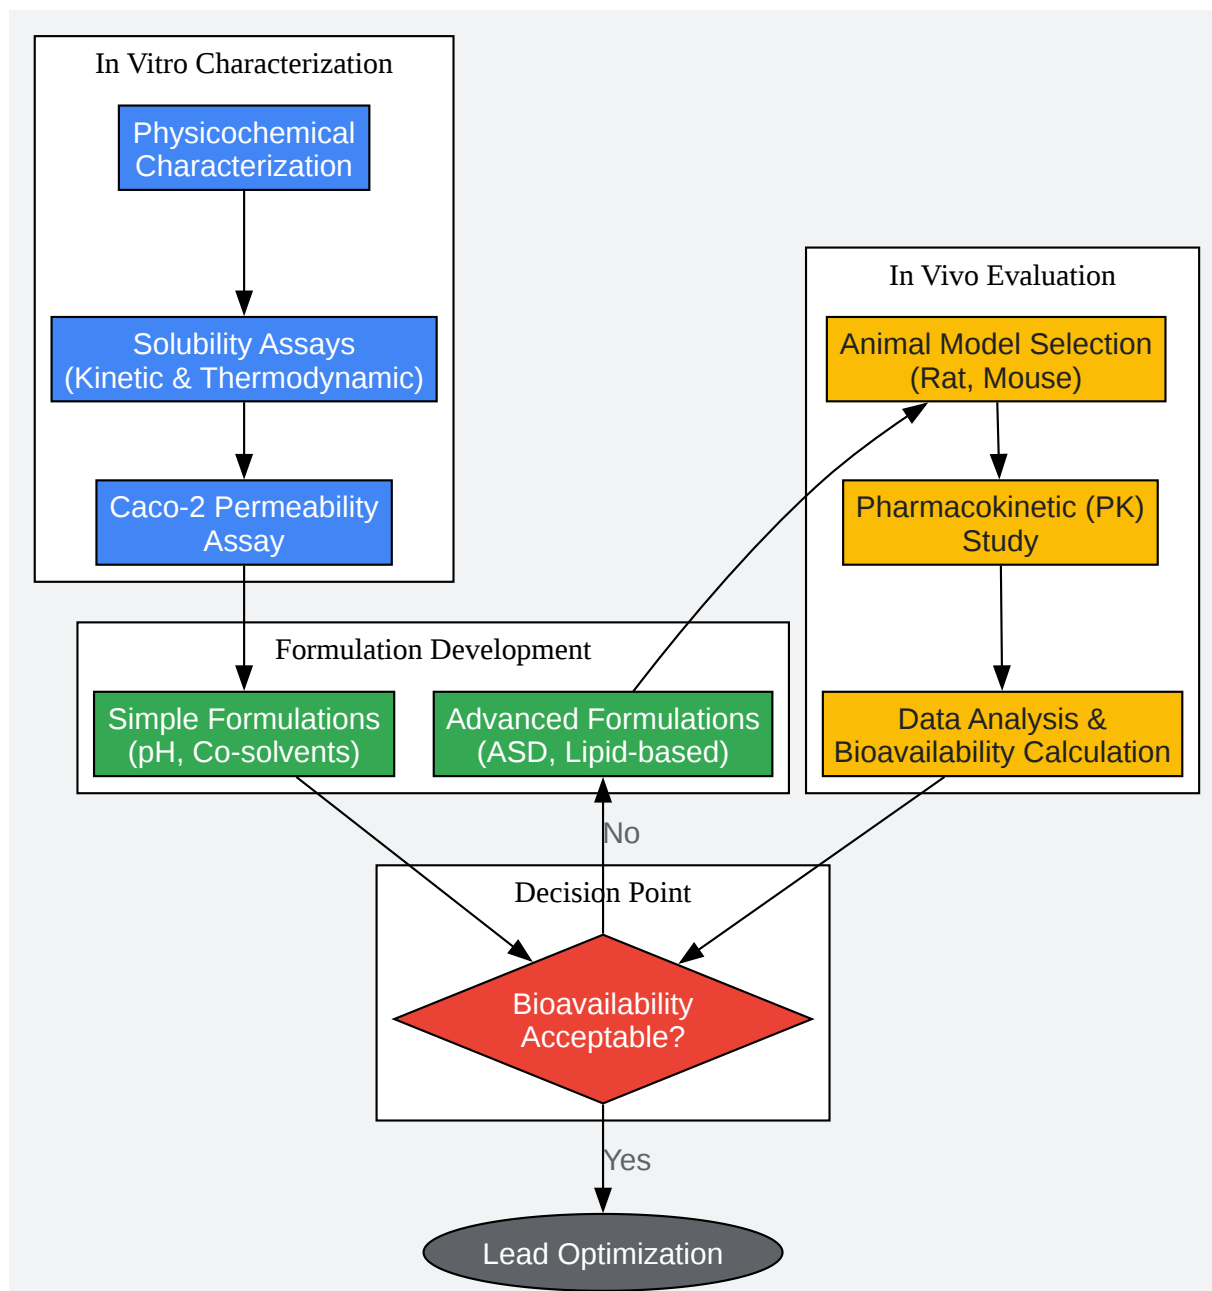 In Vitro Characterization
Physicochemical
Characterization
Solubility Assays
(Kinetic & Thermodynamic)
Caco-2 Permeability
Assay
In Vivo Evaluation
Animal Model Selection
(Rat, Mouse)
Pharmacokinetic (PK)
Study
Data Analysis &
Bioavailability Calculation
Formulation Development
Simple Formulations
(pH, Co-solvents)
Advanced Formulations
(ASD, Lipid-based)
No
Decision Point
Bioavailability
Acceptable?
Yes
Lead Optimization